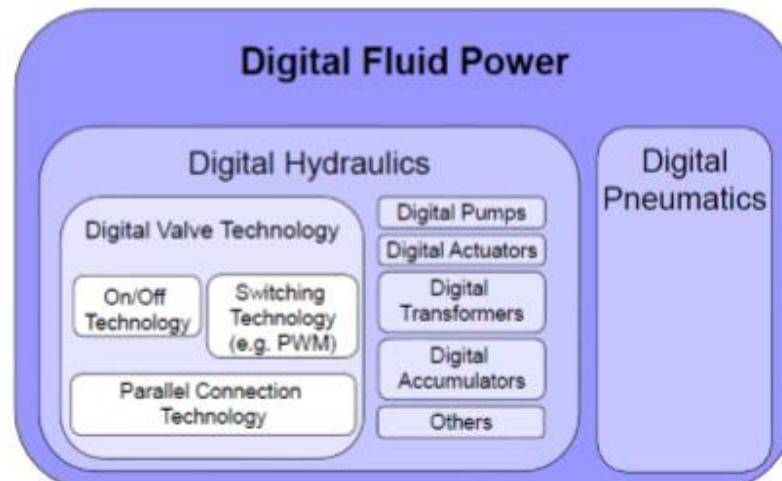 Digital Fluid Power
Digital Hydraulics
Digital Valve Technology
On/Off
Technology
Switching
Technology
(e.g. PWM)
Parallel Connection
Technology
Digital Pumps
Digital Actuators
Digital
Transformers
Digital
Accumulators
Others
Digital
Pneumatics